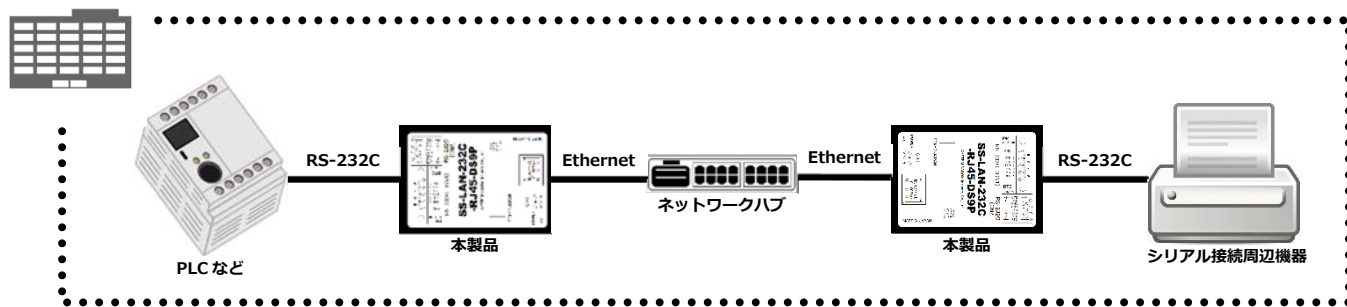 RS-232C
Ethernet
Ethernet
RS-232C
SS-LAN-232C
-RJ45-DS9P
SS-LAN-232C
-RJ45-DS9P
ネットワークハブ
本製品
本製品
PLC など
シリアル接続周辺機器